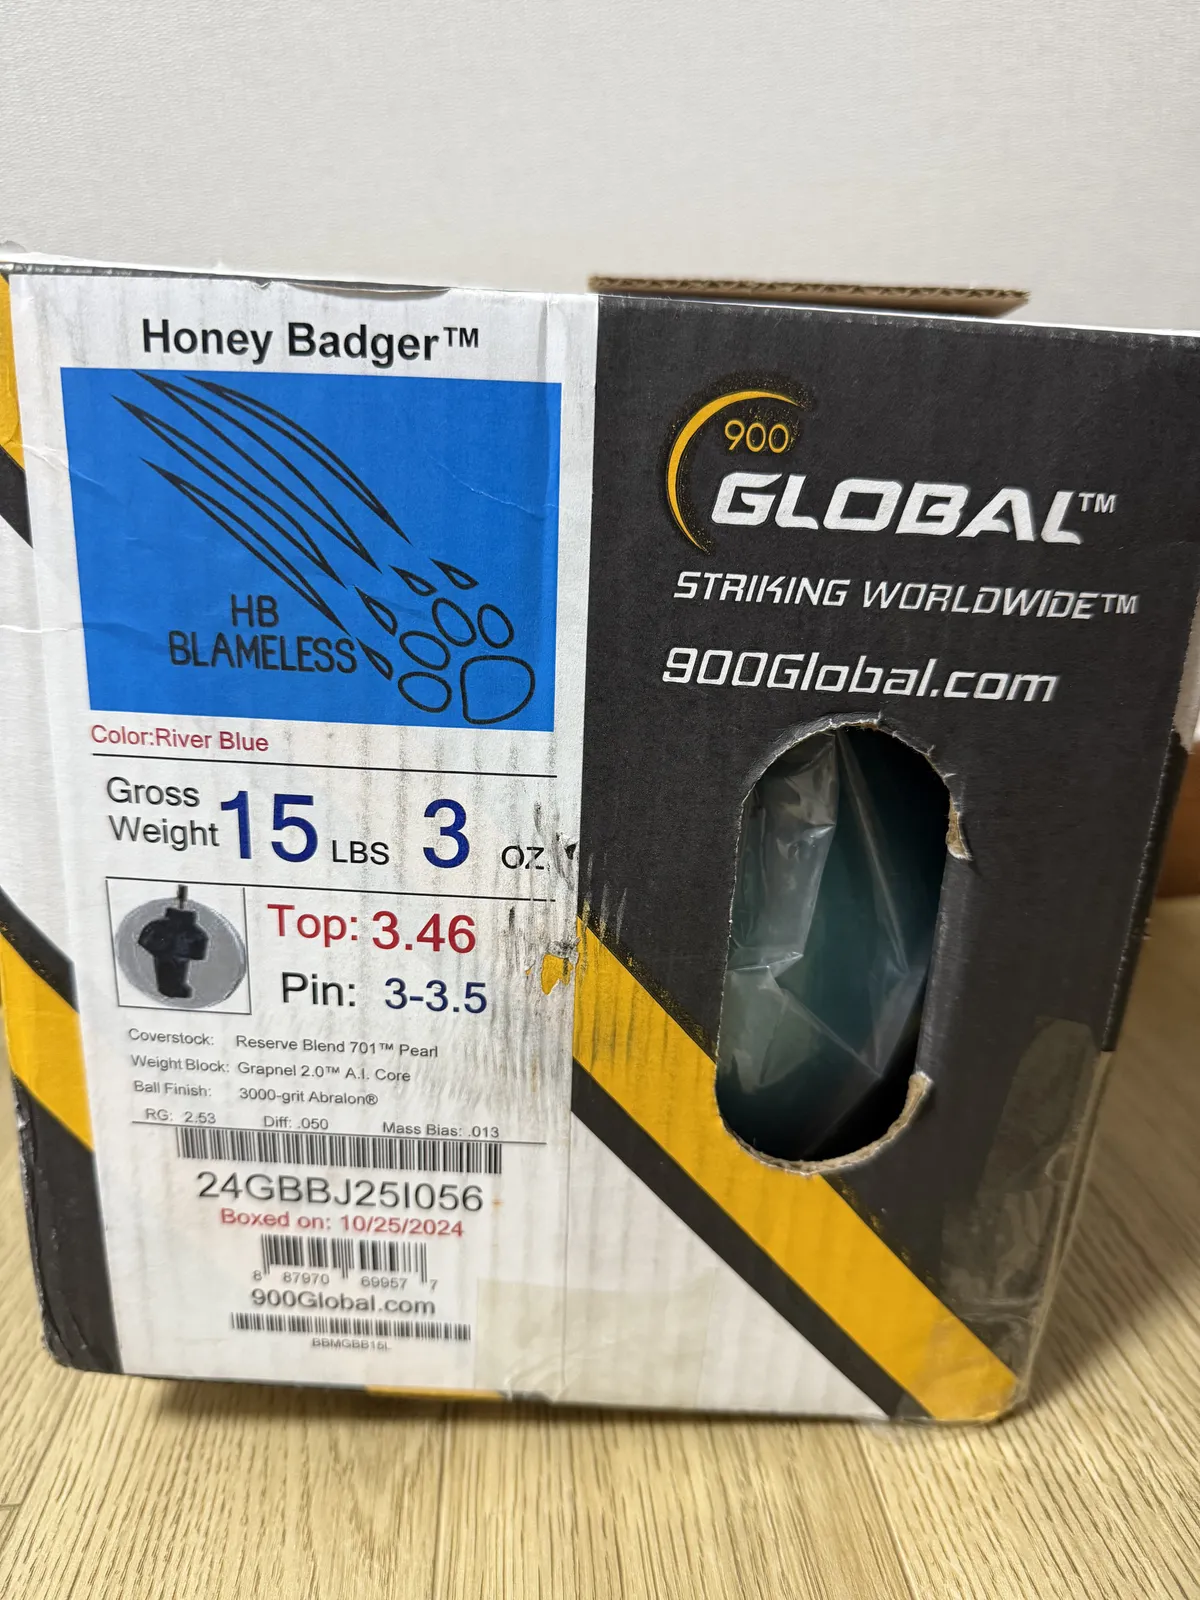 Honey Badger™
HB
BLAMELESS
Color:River Blue
Gross Weight 15 LBS 3 OZ.
Top: 3.46
Pin: 3-3.5
Coverstock: Reserve Blend 701™ Pearl
Weight Block: Grapnel 2.0™ A.I. Core
Ball Finish: 3000-grit Abralon®
RG: 2.53 Diff: .050 Mass Bias: .013
24GBBJ25I056
Boxed on: 10/25/2024
8 87970 69957 7
900Global.com
BBMGBB15L
900
GLOBAL™
STRIKING WORLDWIDE™
900Global.com